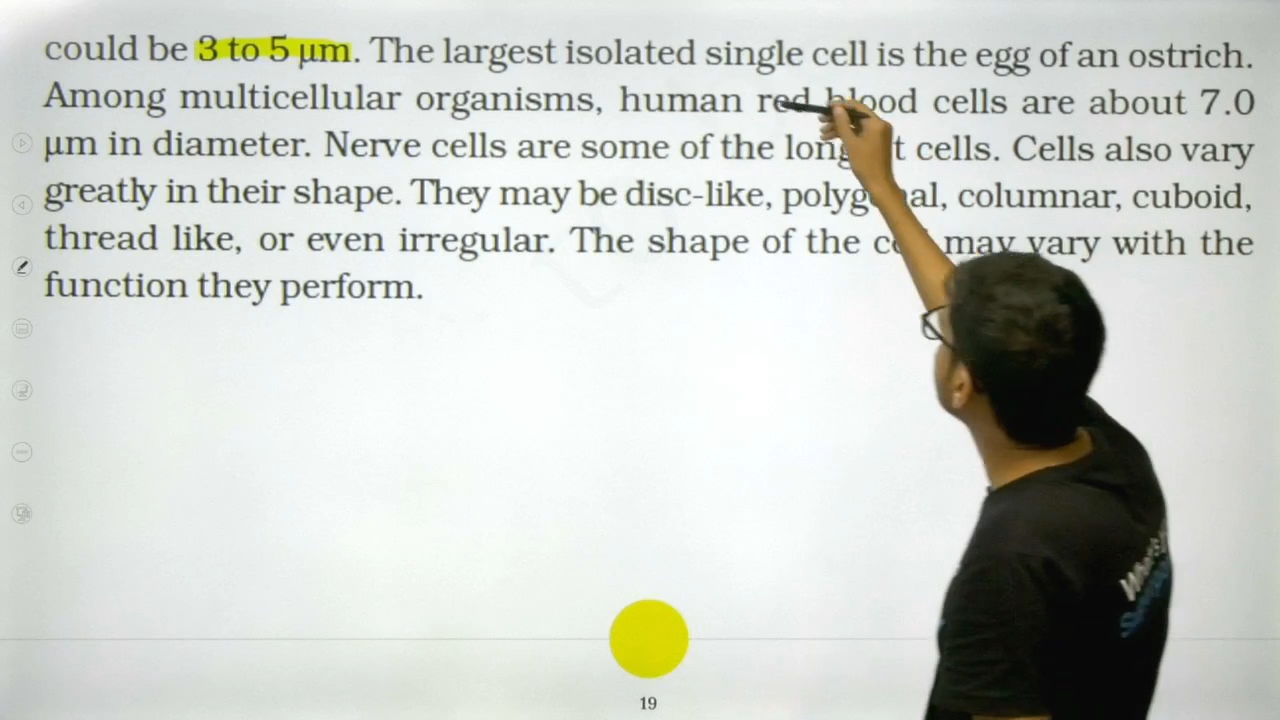 could be 3 to 5 μm. The largest isolated single cell is the egg of an ostrich.
Among multicellular organisms, human red blood cells are about 7.0
μm in diameter. Nerve cells are some of the cells. Cells also vary
greatly in their shape. They may be disc-like, polygonal, columnar, cuboid,
thread like, or even irregular. The shape of the may vary with the
function they perform.
19